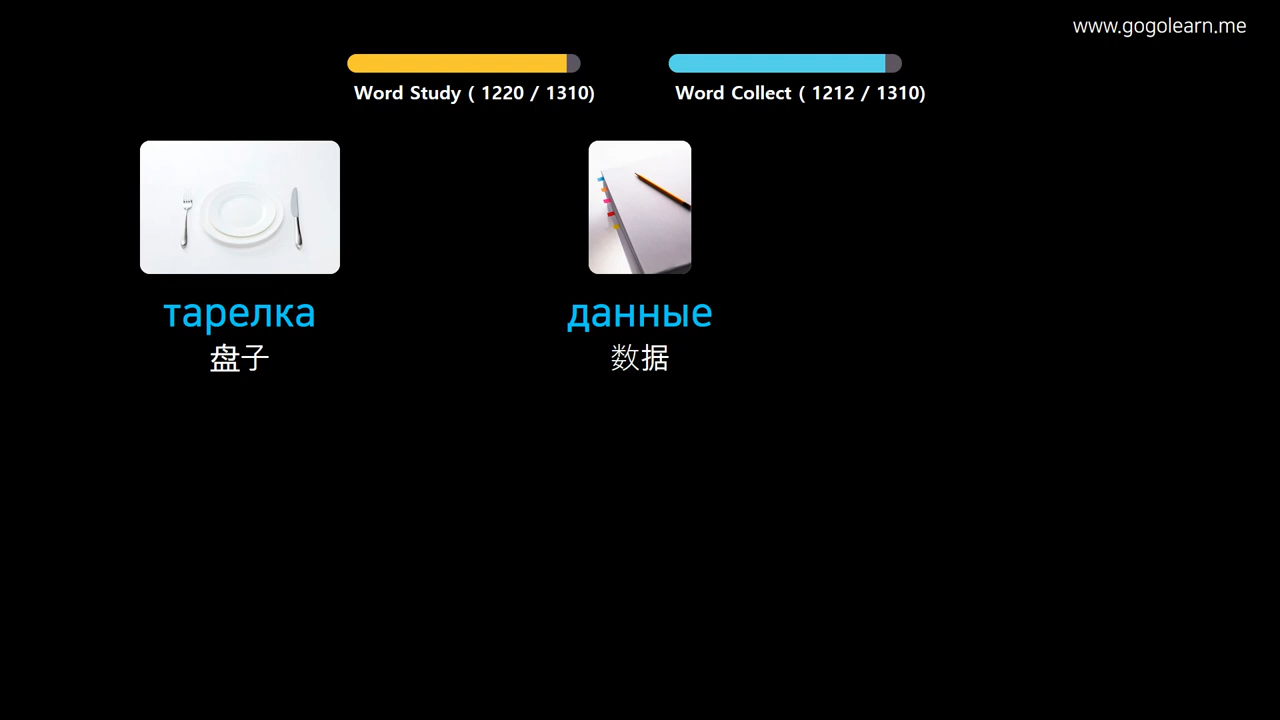 www.gogolearn.me
Word Study ( 1220 / 1310)
Word Collect ( 1212 / 1310)
тарелка
盘子
данные
数据